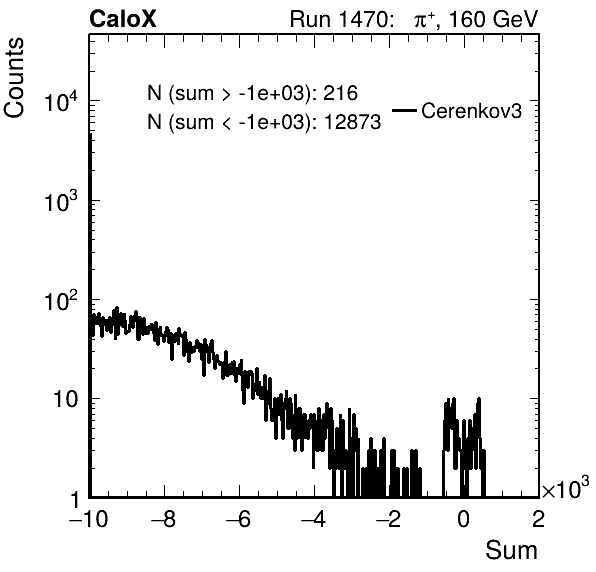 CaloX Run 1470: π⁺, 160 GeV
Counts
N (sum > -1e+03): 216
N (sum < -1e+03): 12873
Cerenkov3
10⁴
10³
10²
10
1
−10 −8 −6 −4 −2 0 2
×10³
Sum